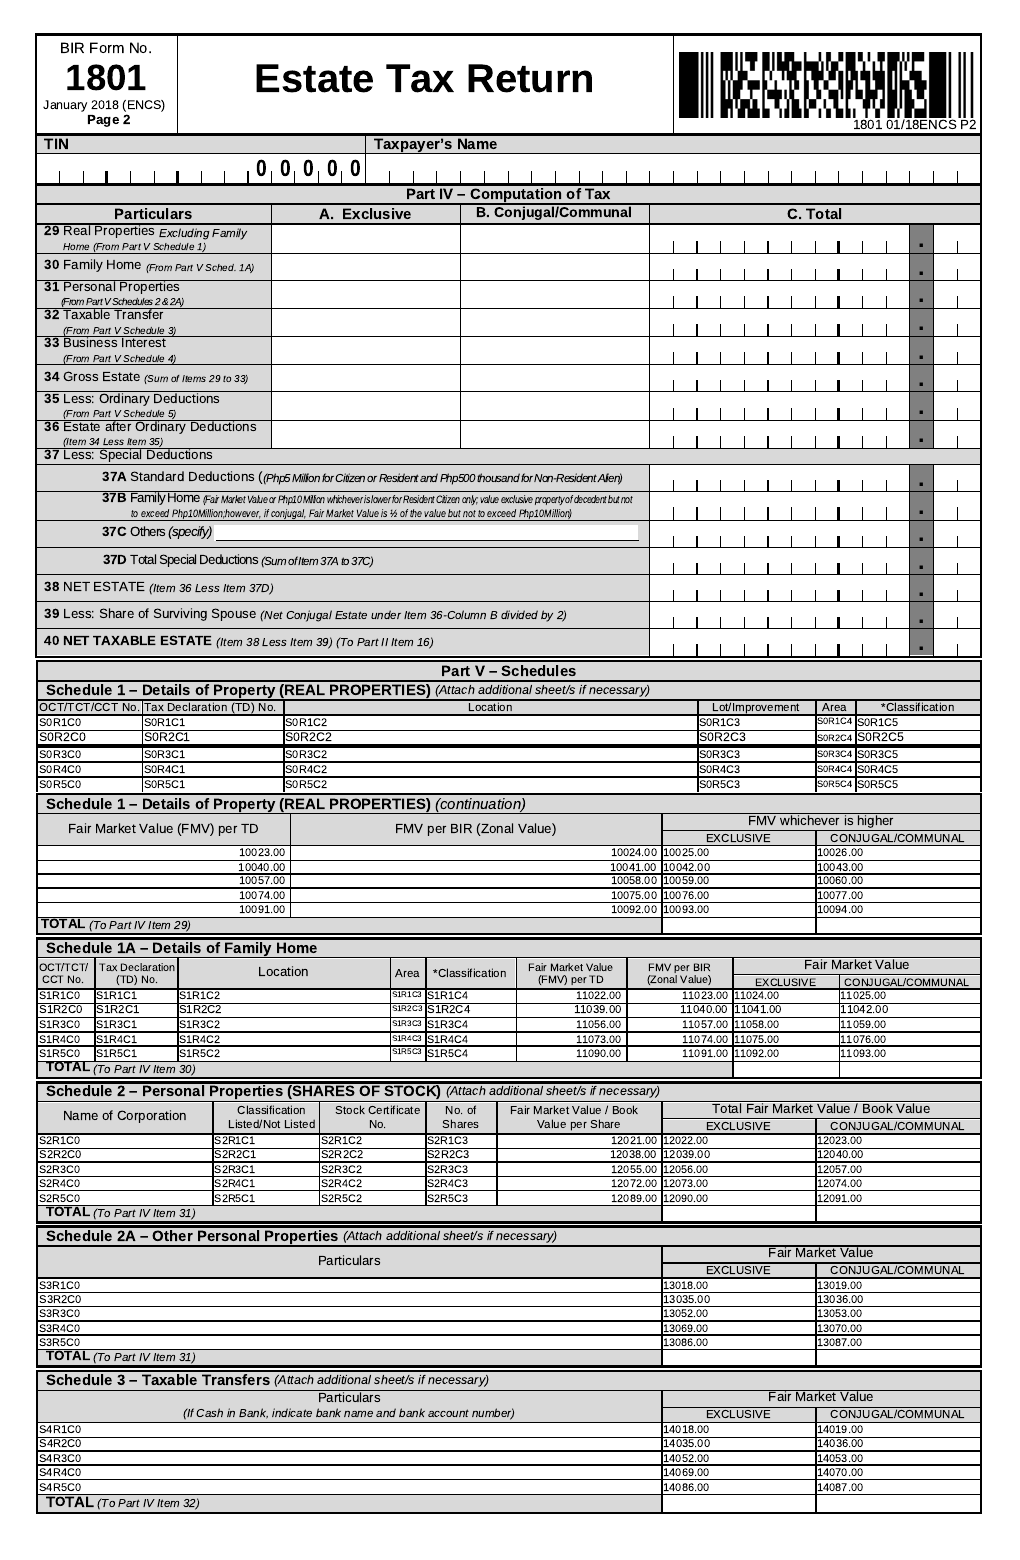 BIR Form No.
1801
January 2018 (ENCS)
Page 2
Estate Tax Return
1801 01/18ENCS P2
TIN Taxpayer's Name
0 0 0 0 0
Part IV – Computation of Tax
Particulars A. Exclusive B. Conjugal/Communal C. Total
29 Real Properties Excluding Family
Home (From Part V Schedule 1) .
30 Family Home (From Part V Sched. 1A) .
31 Personal Properties
(From Part V Schedules 2 & 2A) .
32 Taxable Transfer
(From Part V Schedule 3) .
33 Business Interest
(From Part V Schedule 4) .
34 Gross Estate (Sum of Items 29 to 33) .
35 Less: Ordinary Deductions
(From Part V Schedule 5) .
36 Estate after Ordinary Deductions
(Item 34 Less Item 35) .
37 Less: Special Deductions
37A Standard Deductions ((Php5 Million for Citizen or Resident and Php500 thousand for Non-Resident Alien) .
37B Family Home (Fair Market Value or Php10 Million whichever is lower for Resident Citizen only; value exclusive property of decedent but not
to exceed Php10Million;however, if conjugal, Fair Market Value is ½ of the value but not to exceed Php10Million) .
37C Others (specify) .
37D Total Special Deductions (Sum of Item 37A to 37C) .
38 NET ESTATE (Item 36 Less Item 37D) .
39 Less: Share of Surviving Spouse (Net Conjugal Estate under Item 36-Column B divided by 2) .
40 NET TAXABLE ESTATE (Item 38 Less Item 39) (To Part II Item 16) .
Part V – Schedules
Schedule 1 – Details of Property (REAL PROPERTIES) (Attach additional sheet/s if necessary)
OCT/TCT/CCT No. Tax Declaration (TD) No. Location Lot/Improvement Area *Classification
S0R1C0 S0R1C1 S0R1C2 S0R1C3 S0R1C4 S0R1C5
S0R2C0 S0R2C1 S0R2C2 S0R2C3 S0R2C4 S0R2C5
S0R3C0 S0R3C1 S0R3C2 S0R3C3 S0R3C4 S0R3C5
S0R4C0 S0R4C1 S0R4C2 S0R4C3 S0R4C4 S0R4C5
S0R5C0 S0R5C1 S0R5C2 S0R5C3 S0R5C4 S0R5C5
Schedule 1 – Details of Property (REAL PROPERTIES) (continuation)
Fair Market Value (FMV) per TD FMV per BIR (Zonal Value) FMV whichever is higher
EXCLUSIVE CONJUGAL/COMMUNAL
10023.00 10024.00 10025.00 10026.00
10040.00 10041.00 10042.00 10043.00
10057.00 10058.00 10059.00 10060.00
10074.00 10075.00 10076.00 10077.00
10091.00 10092.00 10093.00 10094.00
TOTAL (To Part IV Item 29)
Schedule 1A – Details of Family Home
OCT/TCT/ CCT No. Tax Declaration (TD) No. Location Area *Classification Fair Market Value (FMV) per TD FMV per BIR (Zonal Value) Fair Market Value
EXCLUSIVE CONJUGAL/COMMUNAL
S1R1C0 S1R1C1 S1R1C2 S1R1C3 S1R1C4 11022.00 11023.00 11024.00 11025.00
S1R2C0 S1R2C1 S1R2C2 S1R2C3 S1R2C4 11039.00 11040.00 11041.00 11042.00
S1R3C0 S1R3C1 S1R3C2 S1R3C3 S1R3C4 11056.00 11057.00 11058.00 11059.00
S1R4C0 S1R4C1 S1R4C2 S1R4C3 S1R4C4 11073.00 11074.00 11075.00 11076.00
S1R5C0 S1R5C1 S1R5C2 S1R5C3 S1R5C4 11090.00 11091.00 11092.00 11093.00
TOTAL (To Part IV Item 30)
Schedule 2 – Personal Properties (SHARES OF STOCK) (Attach additional sheet/s if necessary)
Name of Corporation Classification Listed/Not Listed Stock Certificate No. No. of Shares Fair Market Value / Book Value per Share Total Fair Market Value / Book Value
EXCLUSIVE CONJUGAL/COMMUNAL
S2R1C0 S2R1C1 S2R1C2 S2R1C3 12021.00 12022.00 12023.00
S2R2C0 S2R2C1 S2R2C2 S2R2C3 12038.00 12039.00 12040.00
S2R3C0 S2R3C1 S2R3C2 S2R3C3 12055.00 12056.00 12057.00
S2R4C0 S2R4C1 S2R4C2 S2R4C3 12072.00 12073.00 12074.00
S2R5C0 S2R5C1 S2R5C2 S2R5C3 12089.00 12090.00 12091.00
TOTAL (To Part IV Item 31)
Schedule 2A – Other Personal Properties (Attach additional sheet/s if necessary)
Particulars Fair Market Value
EXCLUSIVE CONJUGAL/COMMUNAL
S3R1C0 13018.00 13019.00
S3R2C0 13035.00 13036.00
S3R3C0 13052.00 13053.00
S3R4C0 13069.00 13070.00
S3R5C0 13086.00 13087.00
TOTAL (To Part IV Item 31)
Schedule 3 – Taxable Transfers (Attach additional sheet/s if necessary)
Particulars Fair Market Value
(If Cash in Bank, indicate bank name and bank account number) EXCLUSIVE CONJUGAL/COMMUNAL
S4R1C0 14018.00 14019.00
S4R2C0 14035.00 14036.00
S4R3C0 14052.00 14053.00
S4R4C0 14069.00 14070.00
S4R5C0 14086.00 14087.00
TOTAL (To Part IV Item 32)